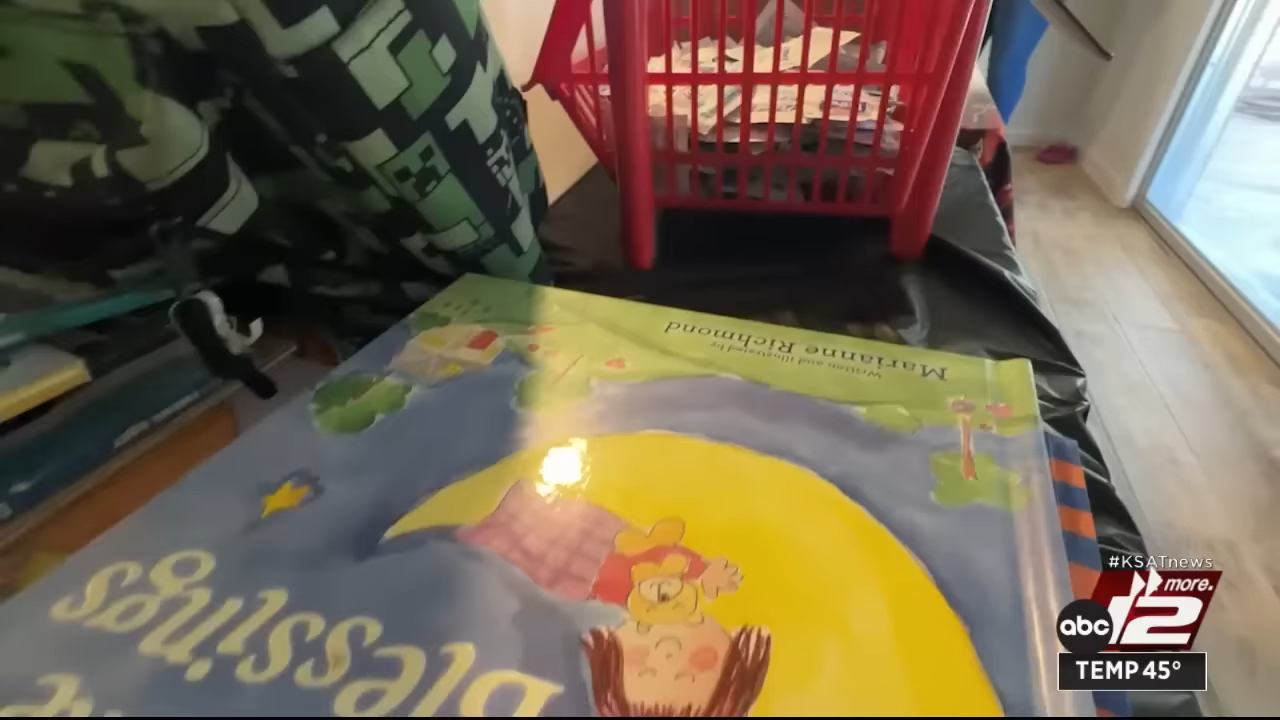 Marianne Richmond
Written and illustrated by
blessings
#KSATnews
abc
12
more.
TEMP 45°